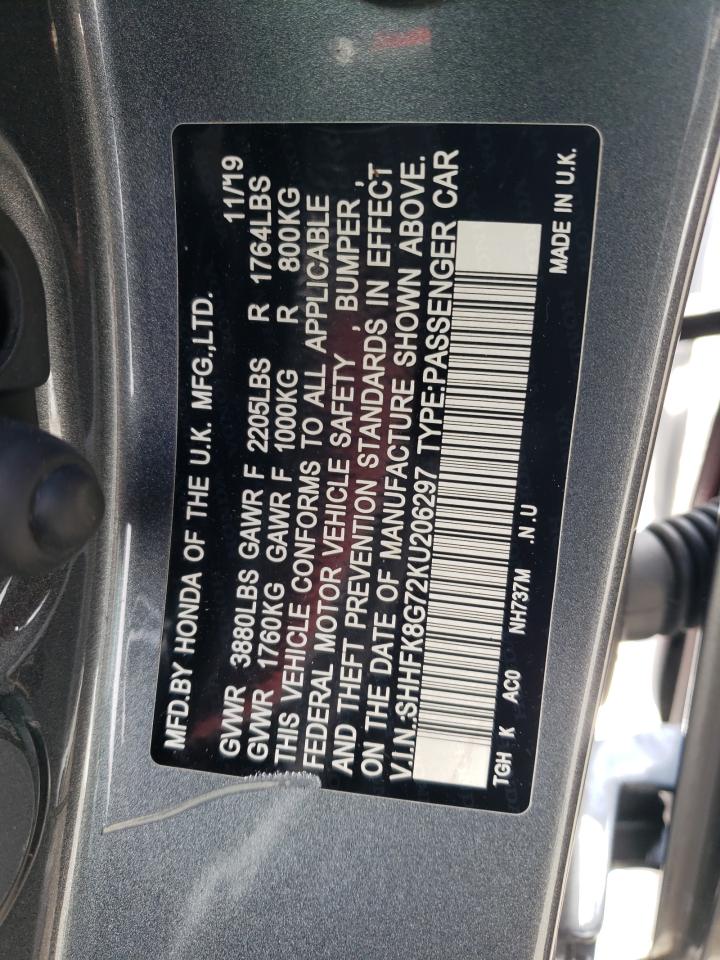 MFD.BY HONDA OF THE U.K. MFG.,LTD. 11/19
GVWR 3880LBS GAWR F 2205LBS R 1764LBS
GVWR 1760KG GAWR F 1000KG R 800KG
THIS VEHICLE CONFORMS TO ALL APPLICABLE
FEDERAL MOTOR VEHICLE SAFETY , BUMPER ,
AND THEFT PREVENTION STANDARDS IN EFFECT
ON THE DATE OF MANUFACTURE SHOWN ABOVE.
V.I.N.:SHHFK8G72KU206297 TYPE:PASSENGER CAR
TGH K AC0 NH737M .N.U
MADE IN U.K.